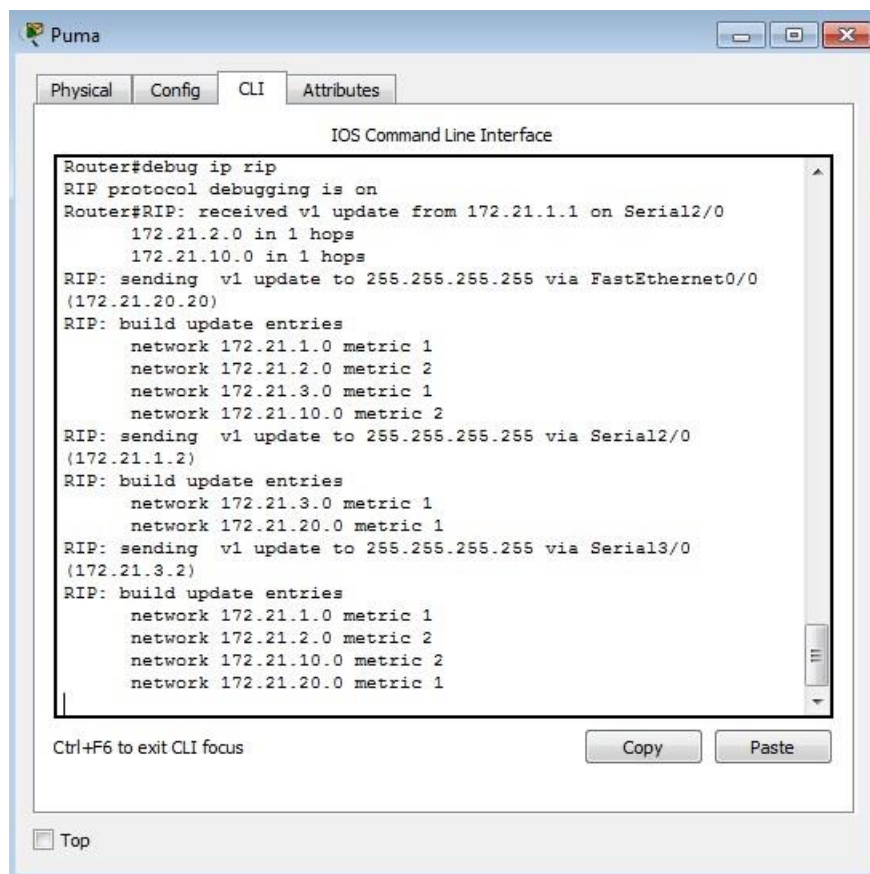 Puma
Physical Config CLI Attributes
IOS Command Line Interface
Router#debug ip rip
RIP protocol debugging is on
Router#RIP: received v1 update from 172.21.1.1 on Serial2/0
172.21.2.0 in 1 hops
172.21.10.0 in 1 hops
RIP: sending  v1 update to 255.255.255.255 via FastEthernet0/0
(172.21.20.20)
RIP: build update entries
network 172.21.1.0 metric 1
network 172.21.2.0 metric 2
network 172.21.3.0 metric 1
network 172.21.10.0 metric 2
RIP: sending  v1 update to 255.255.255.255 via Serial2/0
(172.21.1.2)
RIP: build update entries
network 172.21.3.0 metric 1
network 172.21.20.0 metric 1
RIP: sending  v1 update to 255.255.255.255 via Serial3/0
(172.21.3.2)
RIP: build update entries
network 172.21.1.0 metric 1
network 172.21.2.0 metric 2
network 172.21.10.0 metric 2
network 172.21.20.0 metric 1
Ctrl+F6 to exit CLI focus Copy Paste
Top